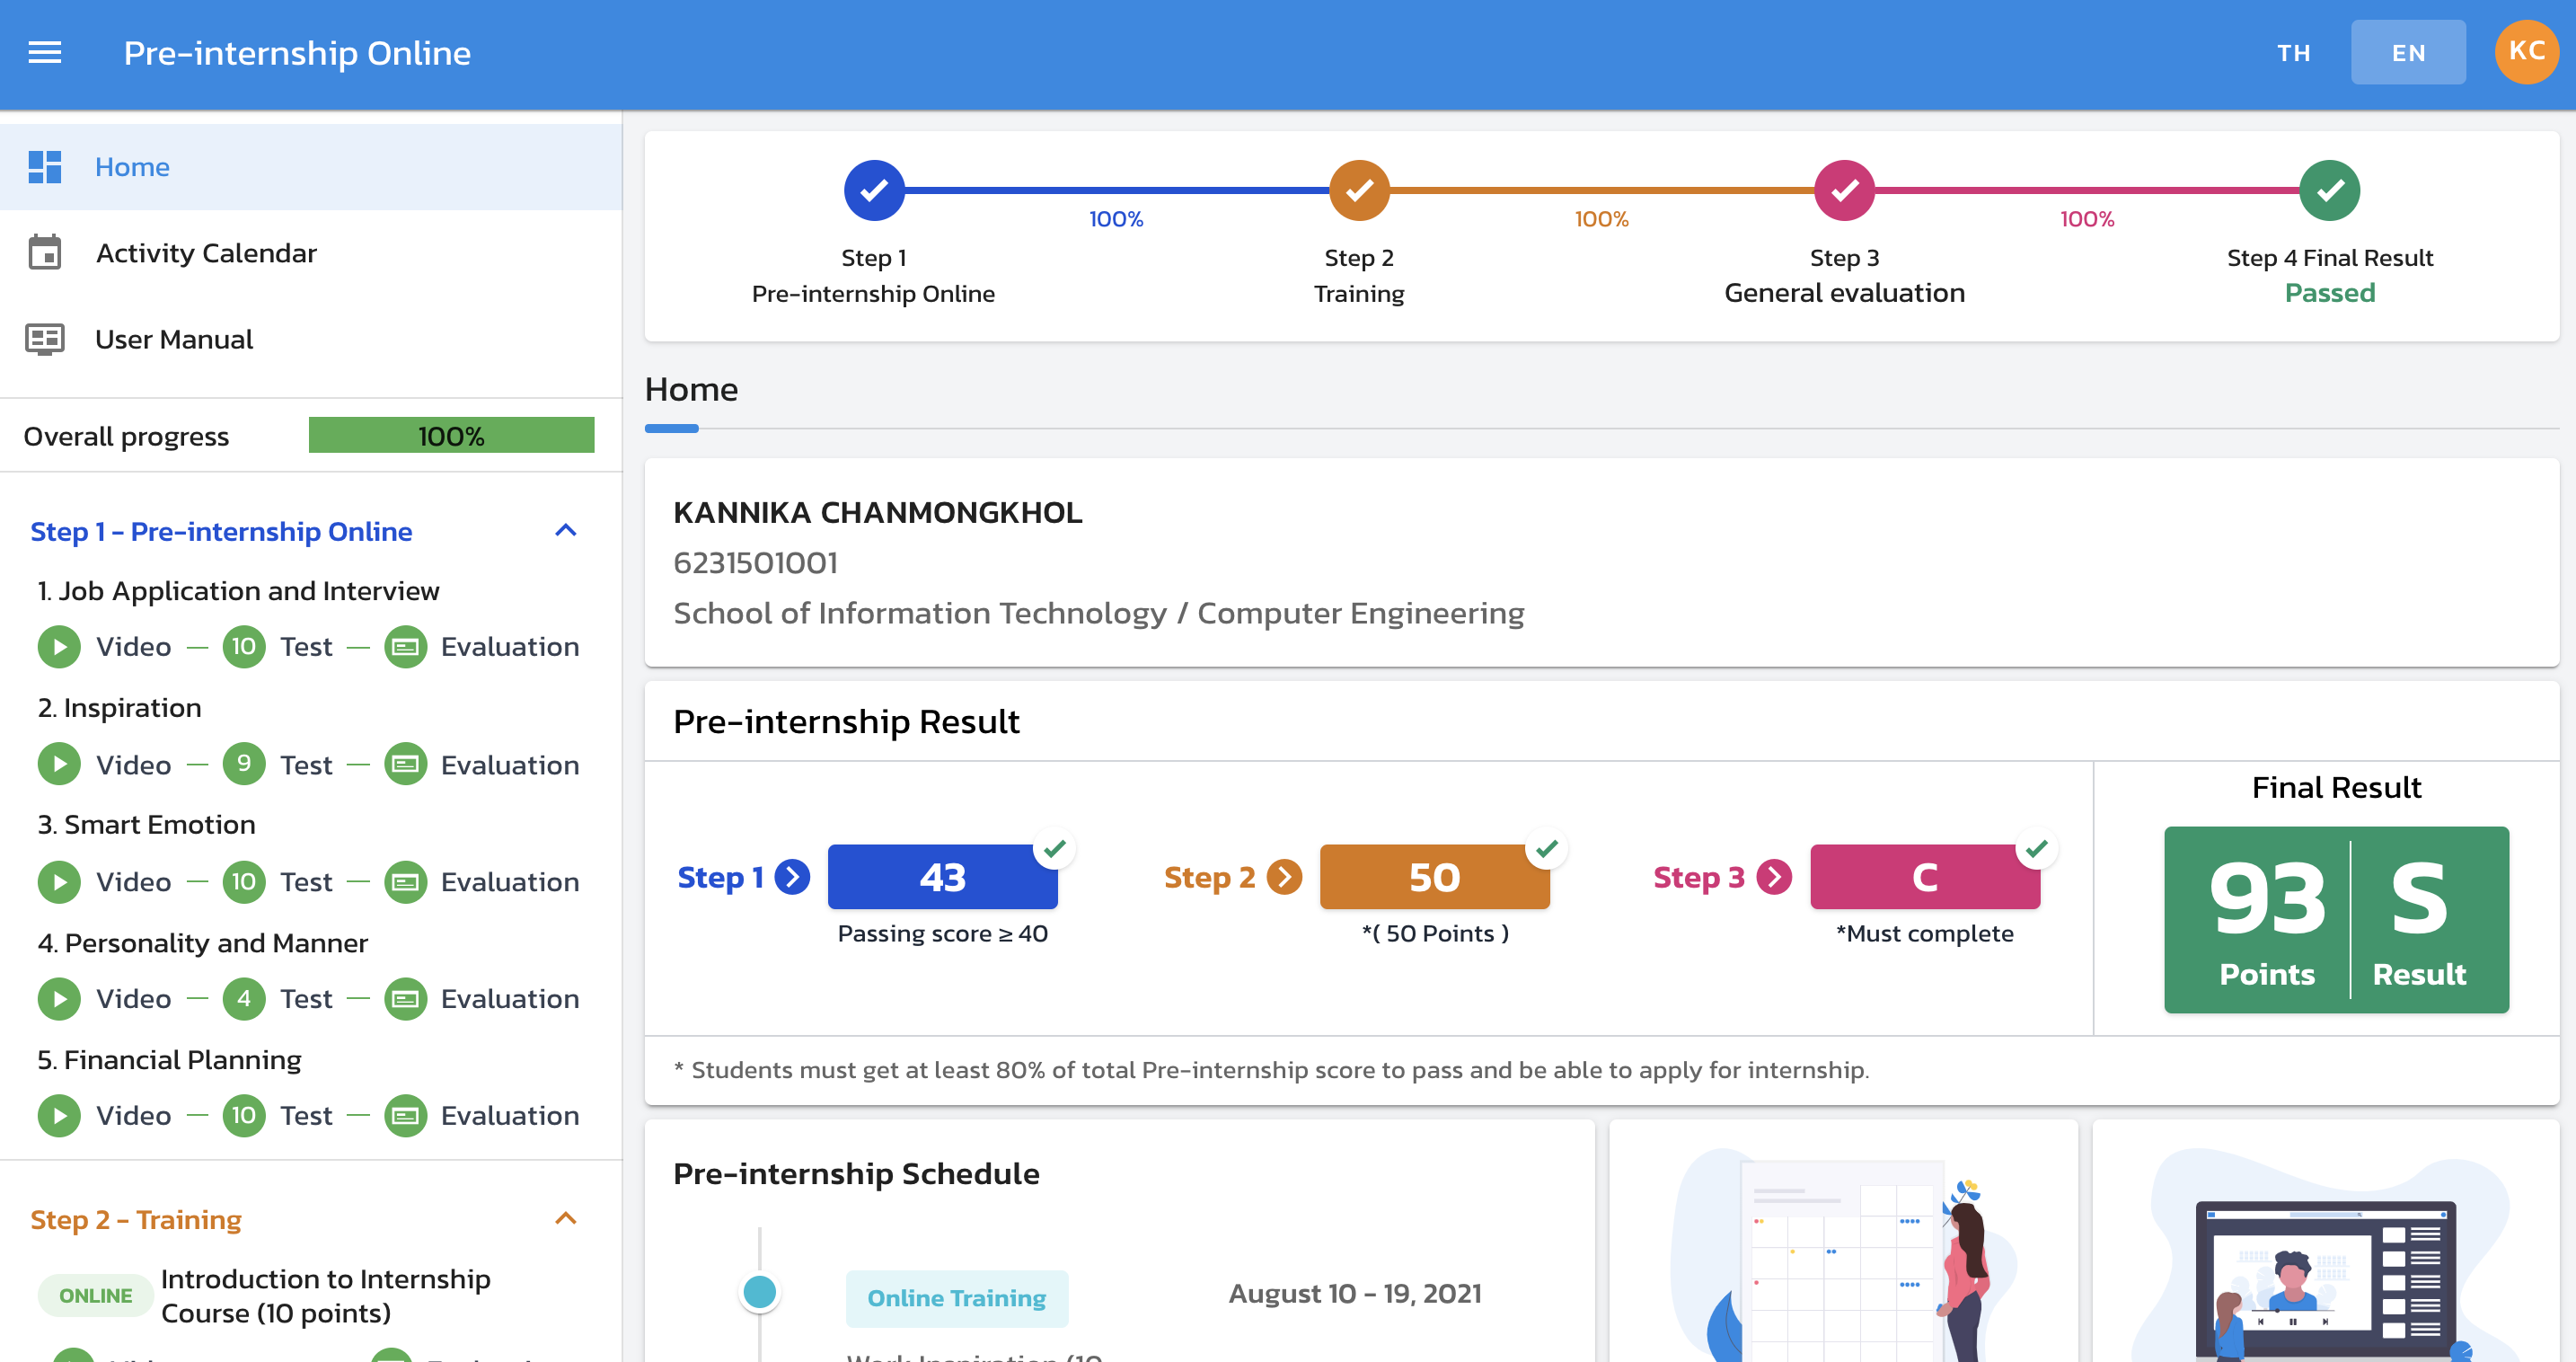 Pre-internship Online
TH
EN
KC
Home
Activity Calendar
User Manual
Overall progress
100%
Step 1 - Pre-internship Online
1. Job Application and Interview
Video
10
Test
Evaluation
2. Inspiration
Video
9
Test
Evaluation
3. Smart Emotion
Video
10
Test
Evaluation
4. Personality and Manner
Video
4
Test
Evaluation
5. Financial Planning
Video
10
Test
Evaluation
Step 2 - Training
ONLINE
Introduction to Internship
Course (10 points)
100%
100%
100%
Step 1
Pre-internship Online
Step 2
Training
Step 3
General evaluation
Step 4 Final Result
Passed
Home
KANNIKA CHANMONGKHOL
6231501001
School of Information Technology / Computer Engineering
Pre-internship Result
Step 1
43
Passing score ≥ 40
Step 2
50
*( 50 Points )
Step 3
C
*Must complete
Final Result
93
Points
S
Result
* Students must get at least 80% of total Pre-internship score to pass and be able to apply for internship.
Pre-internship Schedule
Online Training
August 10 - 19, 2021
Work Inspiration (10